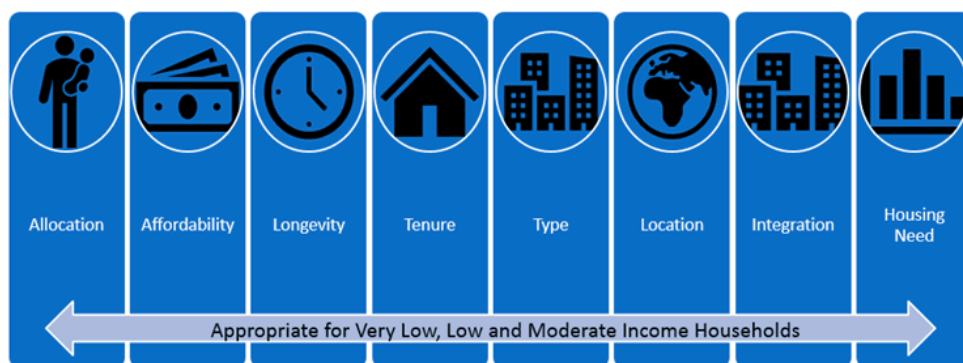 Allocation
Affordability
Longevity
Tenure
Type
Location
Integration
Housing
Need
Appropriate for Very Low, Low and Moderate Income Households